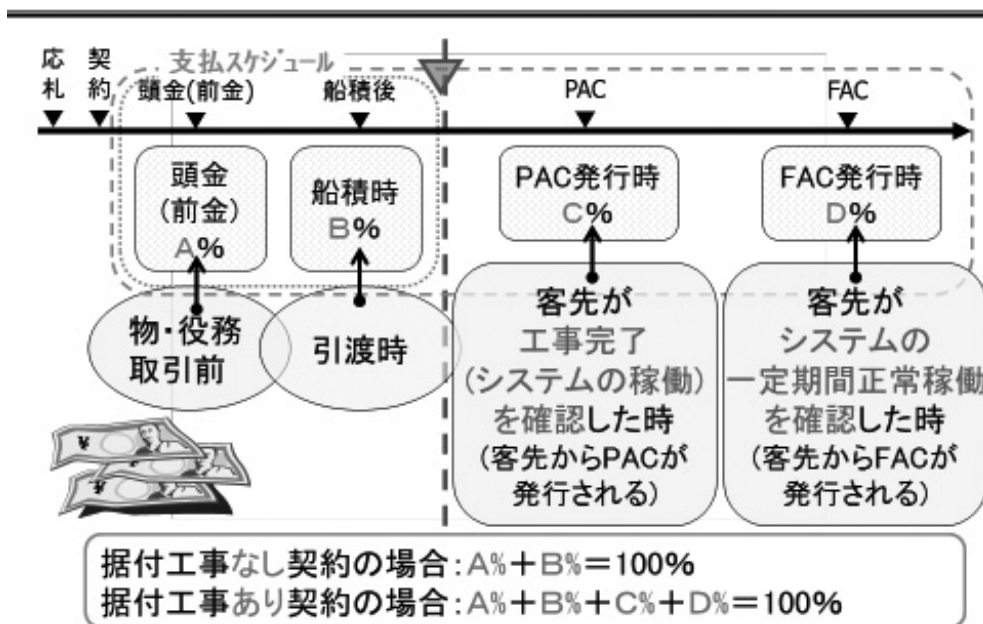 支払スケジュール
応札
契約
頭金(前金)
船積後
PAC
FAC
頭金
(前金)
A%
船積時
B%
PAC発行時
C%
FAC発行時
D%
物・役務
取引前
引渡時
客先が
工事完了
(システムの稼働)
を確認した時
(客先からPACが
発行される)
客先が
システムの
一定期間正常稼働
を確認した時
(客先からFACが
発行される)
据付工事なし契約の場合:A%+B%=100%
据付工事あり契約の場合:A%+B%+C%+D%=100%